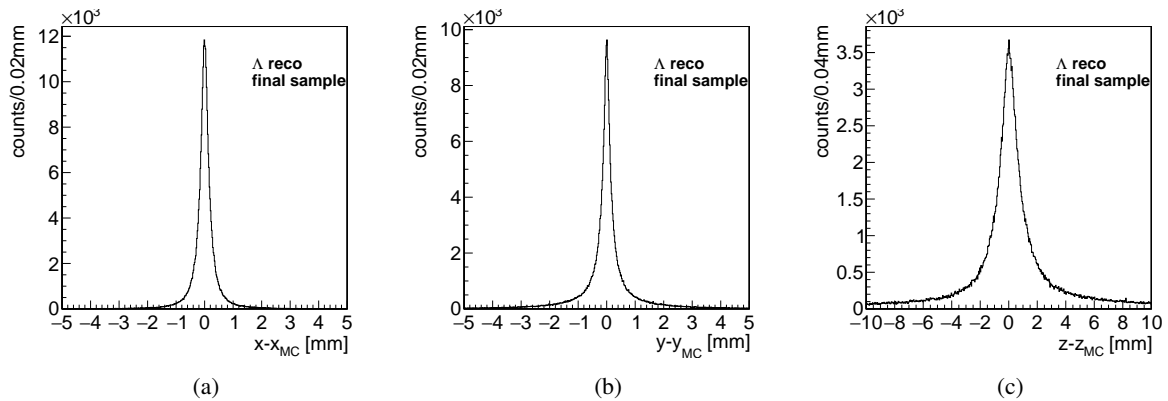 ×10³
counts/0.02mm
12
10
8
6
4
2
0
Λ reco
final sample
−5 −4 −3 −2 −1 0 1 2 3 4 5
x-x_MC [mm]
(a)
×10³
counts/0.02mm
10
8
6
4
2
0
Λ reco
final sample
−5 −4 −3 −2 −1 0 1 2 3 4 5
y-y_MC [mm]
(b)
×10³
counts/0.04mm
3.5
3
2.5
2
1.5
1
0.5
0
Λ reco
final sample
−10 −8 −6 −4 −2 0 2 4 6 8 10
z-z_MC [mm]
(c)